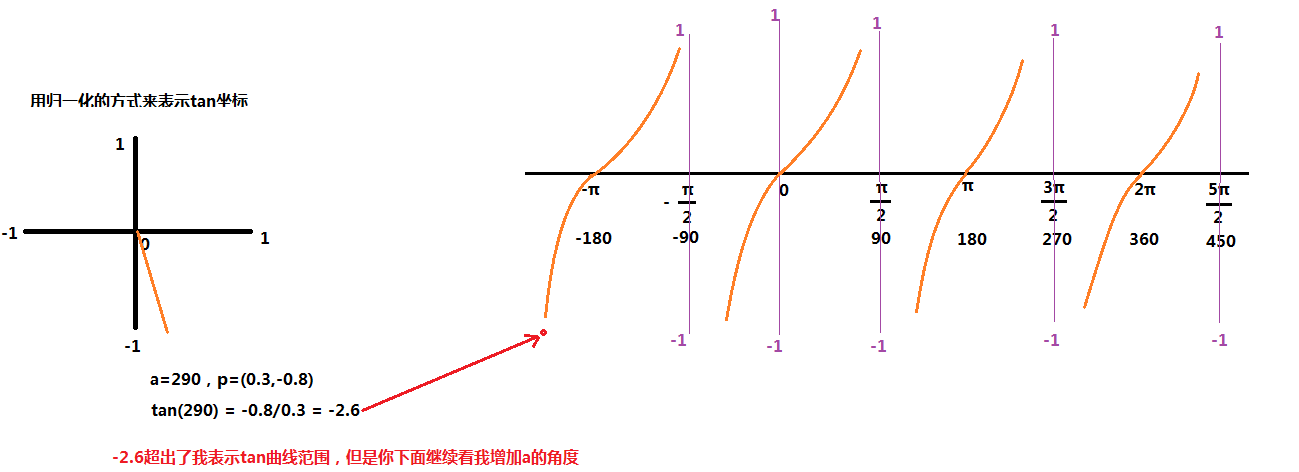 用归一化的方式来表示tan坐标
1
-1
0
1
-1
a=290，p=(0.3,-0.8)
tan(290) = -0.8/0.3 = -2.6
-2.6超出了我表示tan曲线范围，但是你下面继续看我增加a的角度
1
1
1
1
1
-π
- π/2
0
π/2
π
3π/2
2π
5π/2
-180
-90
90
180
270
360
450
-1
-1
-1
-1
-1